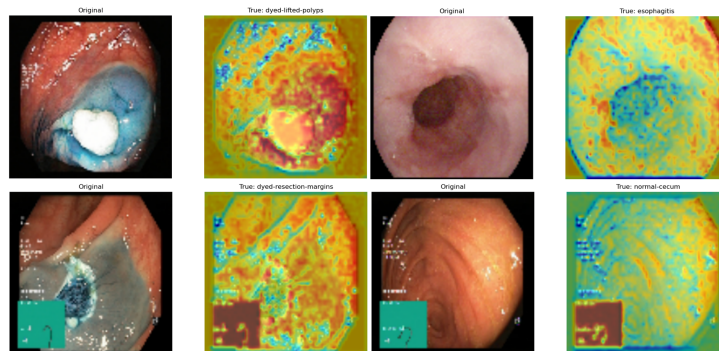 Original
True: dyed-lifted-polyps
Original
True: esophagitis
Original
True: dyed-resection-margins
Original
True: normal-cecum